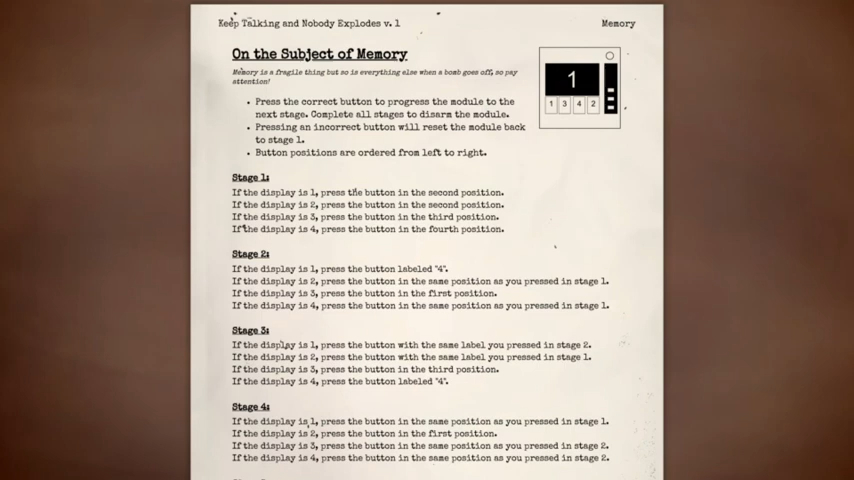 Keep Talking and Nobody Explodes v. 1
Memory
On the Subject of Memory
Memory is a fragile thing but so is everything else when a bomb goes off, so pay
attention!
1
1 3 4 2
• Press the correct button to progress the module to the
next stage. Complete all stages to disarm the module.
• Pressing an incorrect button will reset the module back
to stage 1.
• Button positions are ordered from left to right.
Stage 1:
If the display is 1, press the button in the second position.
If the display is 2, press the button in the second position.
If the display is 3, press the button in the third position.
If the display is 4, press the button in the fourth position.
Stage 2:
If the display is 1, press the button labeled "4".
If the display is 2, press the button in the same position as you pressed in stage 1.
If the display is 3, press the button in the first position.
If the display is 4, press the button in the same position as you pressed in stage 1.
Stage 3:
If the display is 1, press the button with the same label you pressed in stage 2.
If the display is 2, press the button with the same label you pressed in stage 1.
If the display is 3, press the button in the third position.
If the display is 4, press the button labeled "4".
Stage 4:
If the display is 1, press the button in the same position as you pressed in stage 1.
If the display is 2, press the button in the first position.
If the display is 3, press the button in the same position as you pressed in stage 2.
If the display is 4, press the button in the same position as you pressed in stage 2.